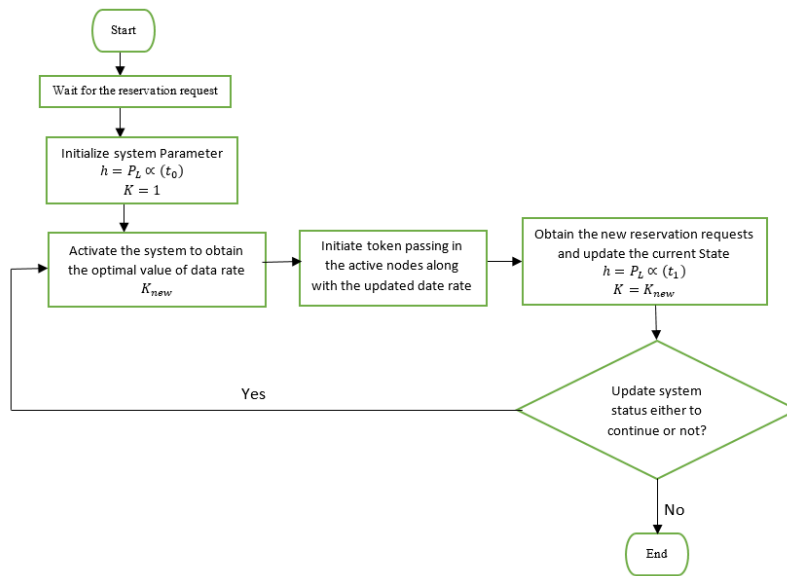 Start
Wait for the reservation request
Initialize system Parameter
h = P_L ∝ (t_0)
K = 1
Activate the system to obtain
the optimal value of data rate
K_new
Initiate token passing in
the active nodes along
with the updated date rate
Obtain the new reservation requests
and update the current State
h = P_L ∝ (t_1)
K = K_new
Update system
status either to
continue or not?
Yes
No
End